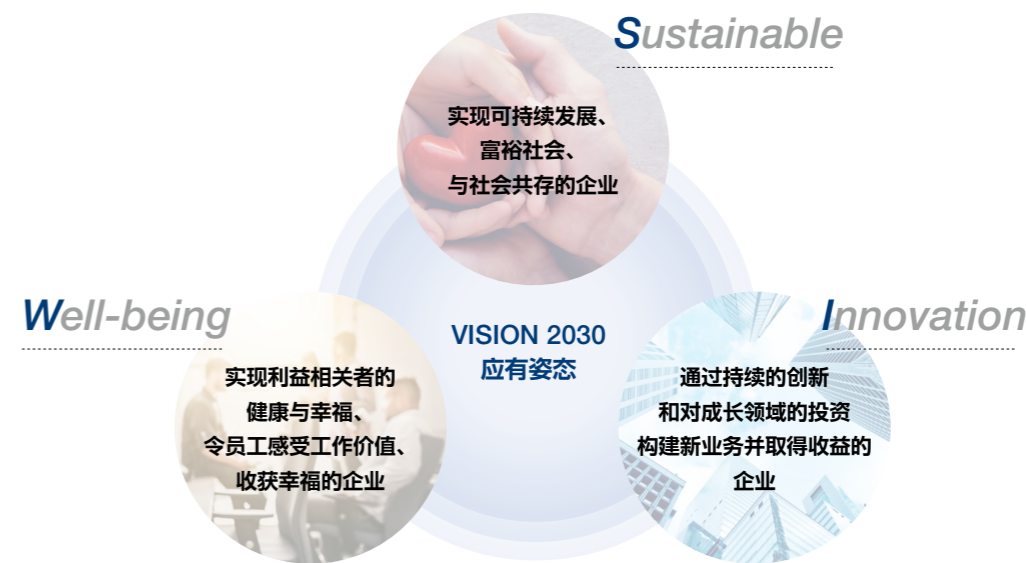 Sustainable
实现可持续发展、
富裕社会、
与社会共存的企业
VISION 2030
应有姿态
Well-being
实现利益相关者的
健康与幸福、
令员工感受工作价值、
收获幸福的企业
Innovation
通过持续的创新
和对成长领域的投资
构建新业务并取得收益的
企业